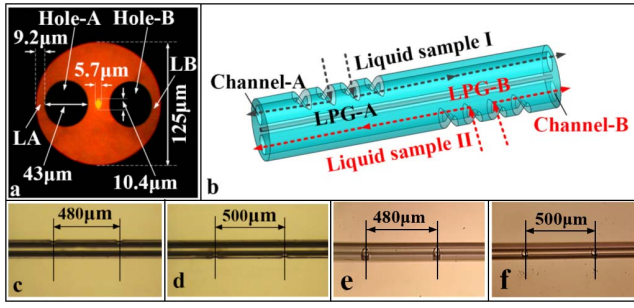 Hole-A Hole-B
9.2μm
5.7μm
LB
125μm
LA
43μm
10.4μm
a
Liquid sample I
Channel-A
LPG-B
LPG-A
Channel-B
Liquid sample II
b
480μm
c
500μm
d
480μm
e
500μm
f